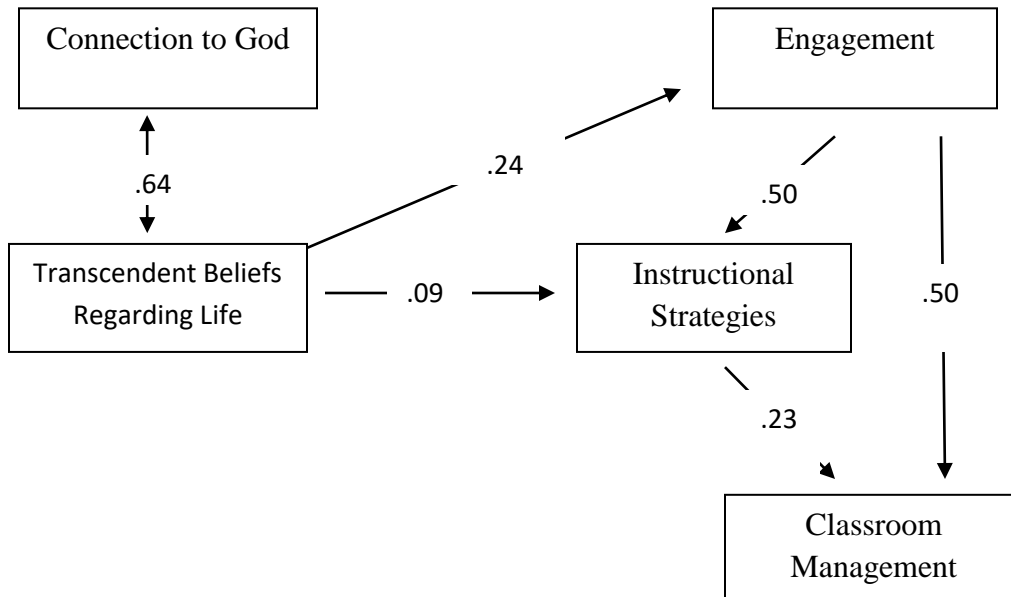 Connection to God
Engagement
.64
.24
.50
Transcendent Beliefs
Regarding Life
.09
Instructional
Strategies
.50
.23
Classroom
Management